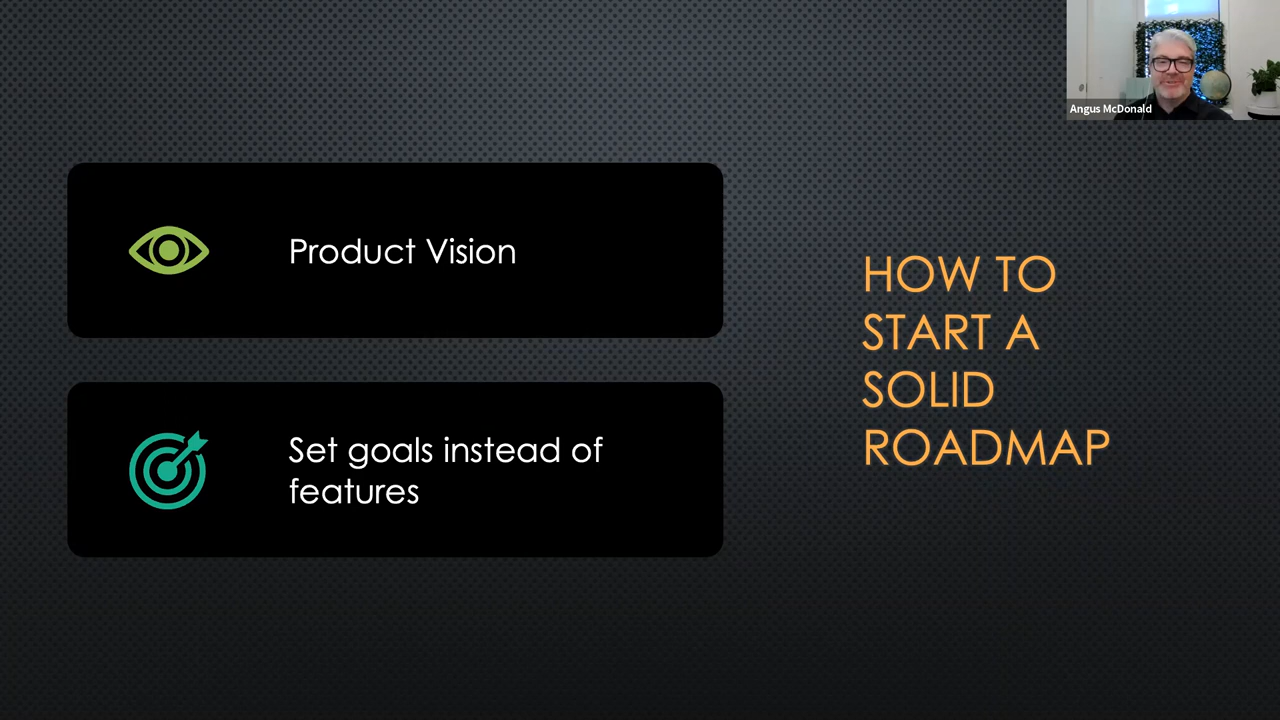 Angus McDonald
Product Vision
Set goals instead of
features
HOW TO
START A
SOLID
ROADMAP